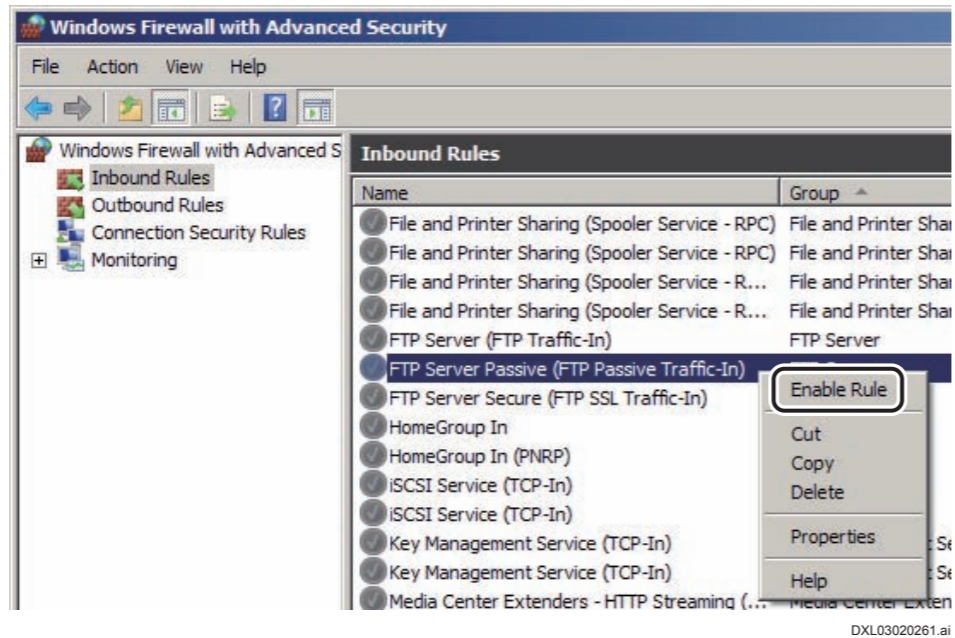 Windows Firewall with Advanced Security
File Action View Help
Windows Firewall with Advanced S
Inbound Rules
Outbound Rules
Connection Security Rules
Monitoring
Inbound Rules
Name Group
File and Printer Sharing (Spooler Service - RPC) File and Printer Shar
File and Printer Sharing (Spooler Service - RPC) File and Printer Shar
File and Printer Sharing (Spooler Service - R... File and Printer Shar
File and Printer Sharing (Spooler Service - R... File and Printer Shar
FTP Server (FTP Traffic-In) FTP Server
FTP Server Passive (FTP Passive Traffic-In)
FTP Server Secure (FTP SSL Traffic-In)
HomeGroup In
HomeGroup In (PNRP)
iSCSI Service (TCP-In)
iSCSI Service (TCP-In)
Key Management Service (TCP-In)
Key Management Service (TCP-In)
Media Center Extenders - HTTP Streaming (... Media Center Exten
Enable Rule
Cut
Copy
Delete
Properties
Help
DXL03020261.ai